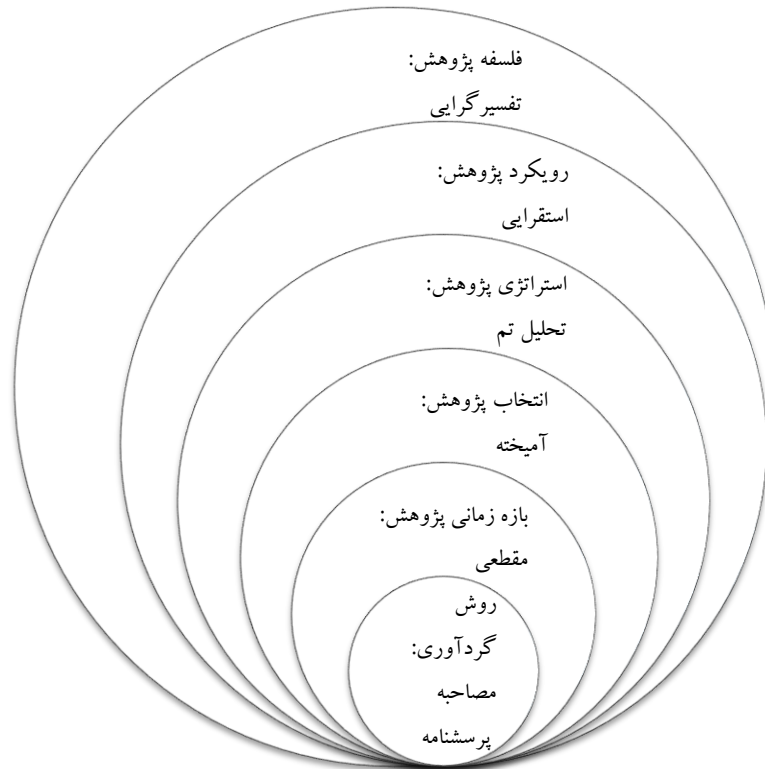 فلسفه پژوهش:
تفسیرگرایی
رویکرد پژوهش:
استقرایی
استراتژی پژوهش:
تحلیل تم
انتخاب پژوهش:
آمیخته
بازه زمانی پژوهش:
مقطعی
روش
گردآوری:
مصاحبه
پرسشنامه